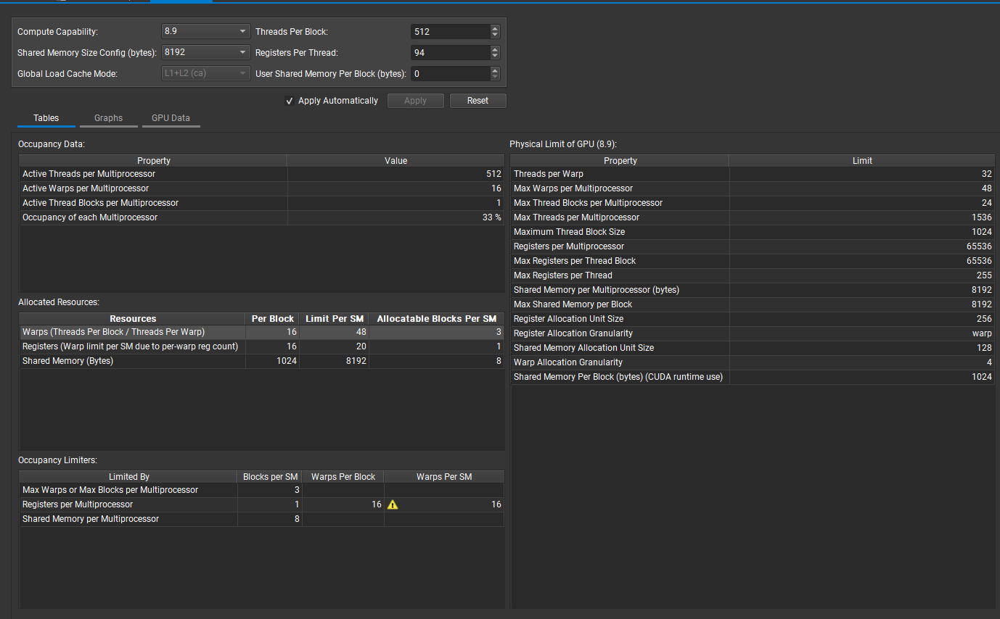 Compute Capability: 8.9 Threads Per Block: 512
Shared Memory Size Config (bytes): 8192 Registers Per Thread: 94
Global Load Cache Mode: L1+L2 (ca) User Shared Memory Per Block (bytes): 0
Apply Automatically Apply Reset
Tables Graphs GPU Data
Occupancy Data:
Property Value
Active Threads per Multiprocessor 512
Active Warps per Multiprocessor 16
Active Thread Blocks per Multiprocessor 1
Occupancy of each Multiprocessor 33 %
Allocated Resources:
Resources Per Block Limit Per SM Allocatable Blocks Per SM
Warps (Threads Per Block / Threads Per Warp) 16 48 3
Registers (Warp limit per SM due to per-warp reg count) 16 20 1
Shared Memory (Bytes) 1024 8192 8
Occupancy Limiters:
Limited By Blocks per SM Warps Per Block Warps Per SM
Max Warps or Max Blocks per Multiprocessor 3
Registers per Multiprocessor 1 16 16
Shared Memory per Multiprocessor 8
Physical Limit of GPU (8.9):
Property Limit
Threads per Warp 32
Max Warps per Multiprocessor 48
Max Thread Blocks per Multiprocessor 24
Max Threads per Multiprocessor 1536
Maximum Thread Block Size 1024
Registers per Multiprocessor 65536
Max Registers per Thread Block 65536
Max Registers per Thread 255
Shared Memory per Multiprocessor (bytes) 8192
Max Shared Memory per Block 8192
Register Allocation Unit Size 256
Register Allocation Granularity warp
Shared Memory Allocation Unit Size 128
Warp Allocation Granularity 4
Shared Memory Per Block (bytes) (CUDA runtime use) 1024